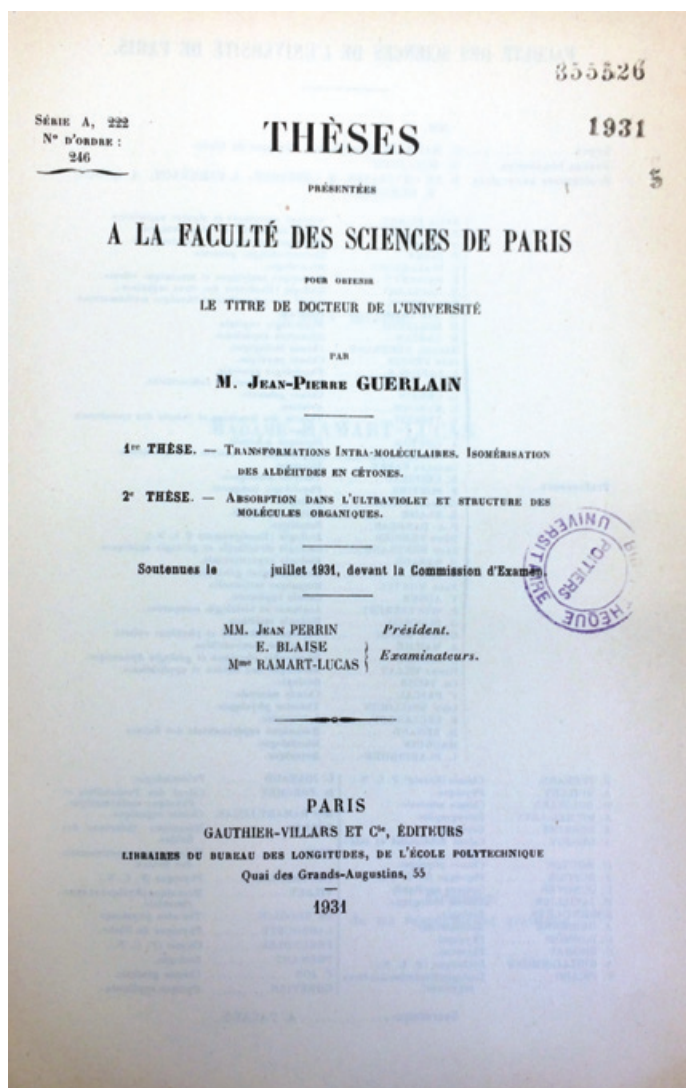 355526
SÉRIE A, 222
N° D'ORDRE :
246
1931
5
THÈSES
PRÉSENTÉES
A LA FACULTÉ DES SCIENCES DE PARIS
POUR OBTENIR
LE TITRE DE DOCTEUR DE L'UNIVERSITÉ
PAR
M. JEAN-PIERRE GUERLAIN
1re THÈSE. — TRANSFORMATIONS INTRA-MOLÉCULAIRES. ISOMÉRISATION
DES ALDÉHYDES EN CÉTONES.
2e THÈSE. — ABSORPTION DANS L'ULTRAVIOLET ET STRUCTURE DES
MOLÉCULES ORGANIQUES.
Soutenues le juillet 1931, devant la Commission d'Examen.
UNIVERSITAIRE
POITIERS
MM. JEAN PERRIN Président.
E. BLAISE
Mme RAMART-LUCAS } Examinateurs.
PARIS
GAUTHIER-VILLARS ET Cie, ÉDITEURS
LIBRAIRES DU BUREAU DES LONGITUDES, DE L'ÉCOLE POLYTECHNIQUE
Quai des Grands-Augustins, 55
1931